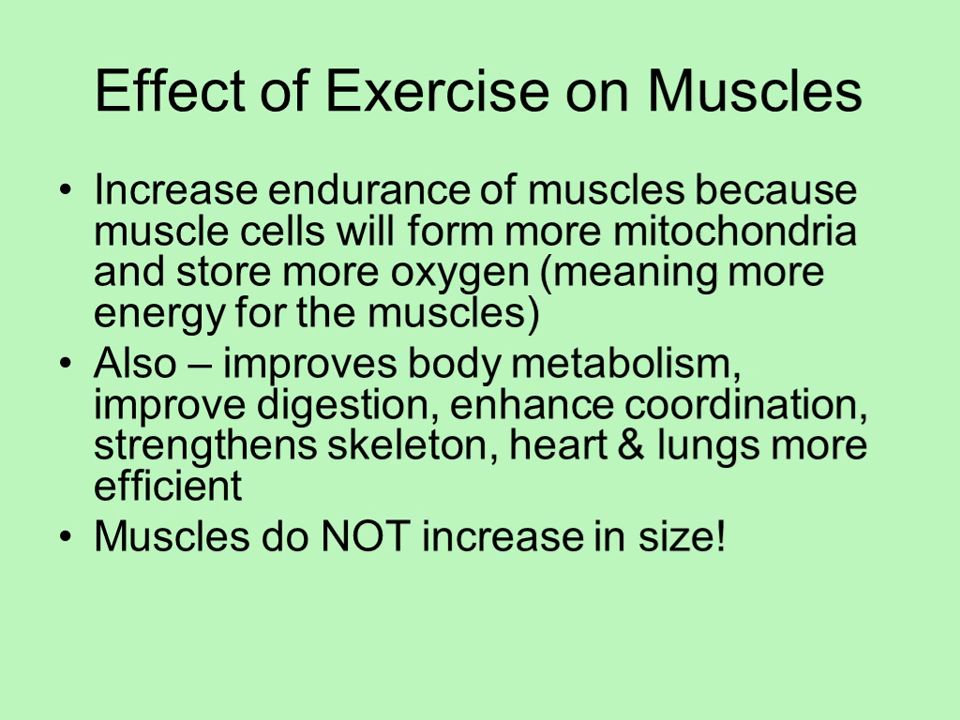 Effect of Exercise on Muscles
• Increase endurance of muscles because
muscle cells will form more mitochondria
and store more oxygen (meaning more
energy for the muscles)
• Also – improves body metabolism,
improve digestion, enhance coordination,
strengthens skeleton, heart & lungs more
efficient
• Muscles do NOT increase in size!